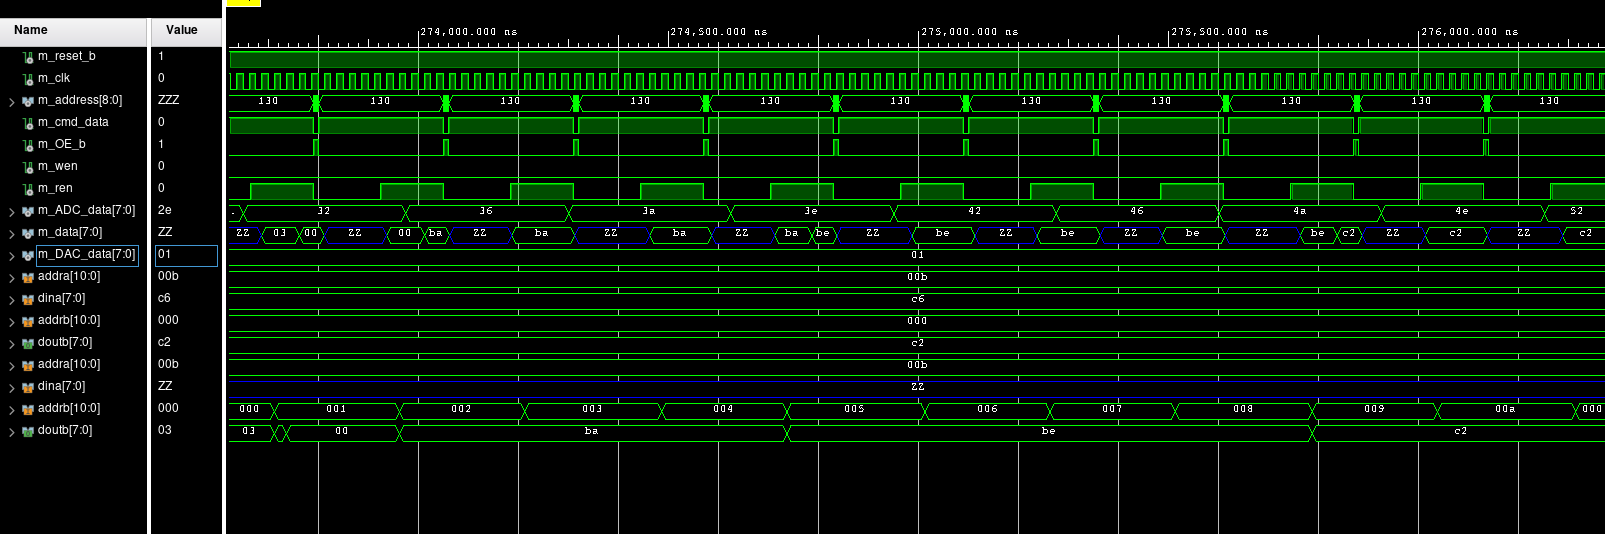 Name Value
274,000.000 ns 274,500.000 ns 275,000.000 ns 275,500.000 ns 276,000.000 ns
m_reset_b 1
m_clk 0
m_address[8:0] ZZZ 130 130 130 130 130 130 130 130 130 130 130
m_cmd_data 0
m_OE_b 1
m_wen 0
m_ren 0
m_ADC_data[7:0] 2e . 32 36 3a 3e 42 46 4a 4e 52
m_data[7:0] ZZ ZZ 03 00 ZZ 00 ba ZZ ba ZZ ba ZZ ba be ZZ be ZZ be ZZ be ZZ be c2 ZZ c2 ZZ c2
m_DAC_data[7:0] 01 01
addra[10:0] 00b 00b
dina[7:0] c6 c6
addrb[10:0] 000 000
doutb[7:0] c2 c2
addra[10:0] 00b 00b
dina[7:0] ZZ ZZ
addrb[10:0] 000 000 001 002 003 004 005 006 007 008 009 00a 000
doutb[7:0] 03 03 00 ba be c2